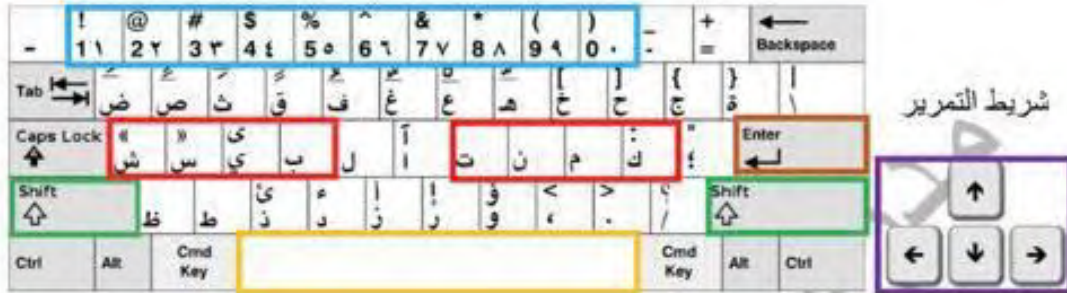 ! @ # $ % ^ & * ( ) _ +
- 1 ١ 2 ٢ 3 ٣ 4 ٤ 5 ٥ 6 ٦ 7 ٧ 8 ٨ 9 ٩ 0 ٠ - = Backspace
[ ] { } |
Tab ض ص ث ق ف غ ع ه خ ح ج ة \
شريط التمرير
Caps Lock « » ى آ : " Enter
ش س ي ب ل ا ت ن م ك ؛
Shift ئ ء أ إ ؤ < > ؟ Shift
ظ ط ذ د ز ر و ، . /
Ctrl Alt Cmd Key Cmd Key Alt Ctrl